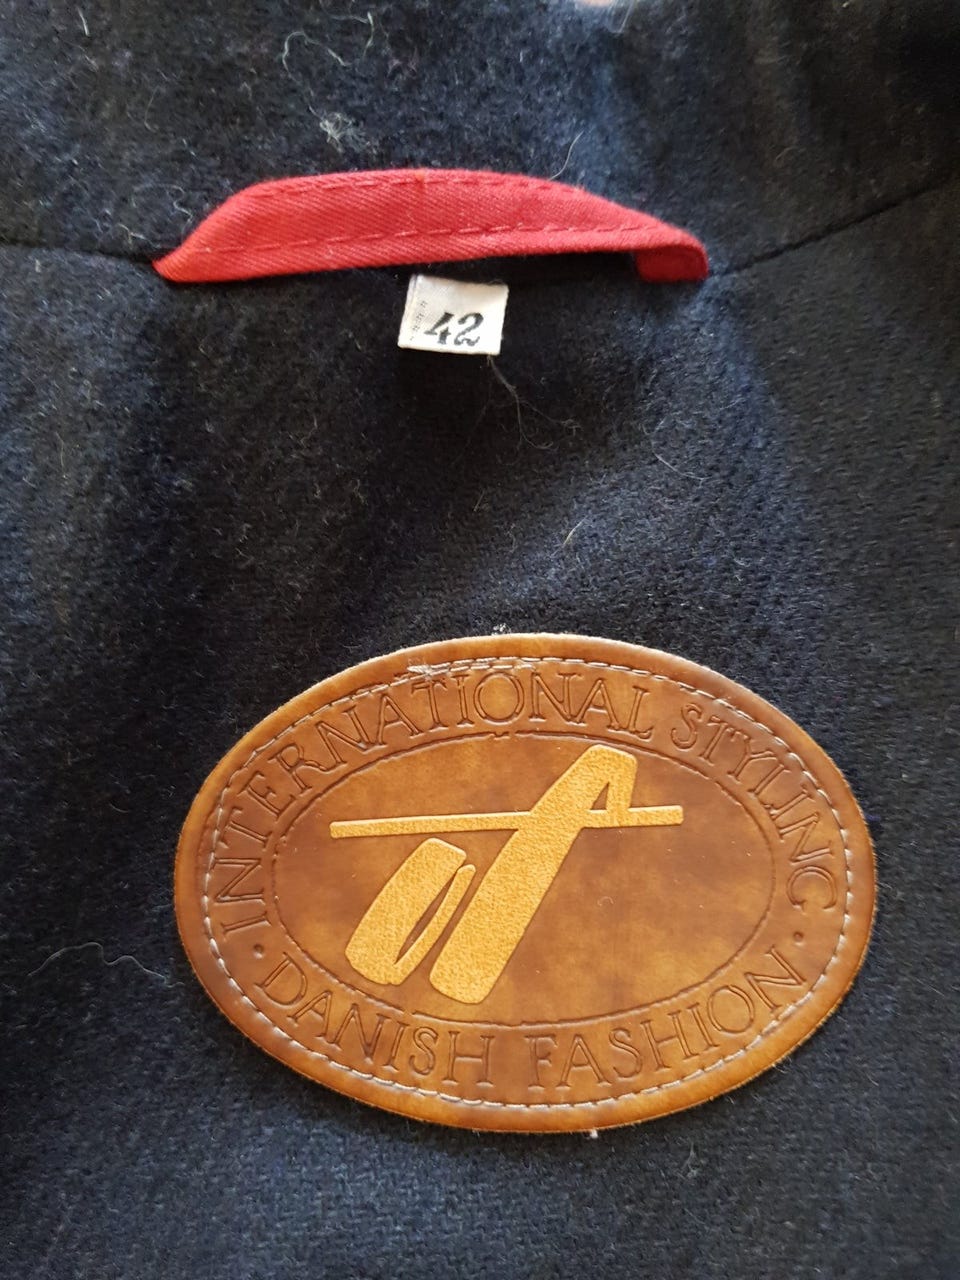 42
INTERNATIONAL STYLING
· DANISH FASHION ·